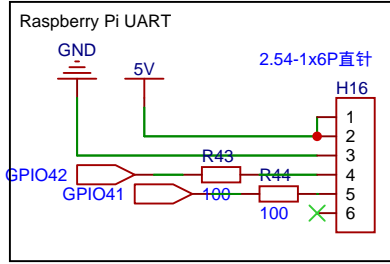 Raspberry Pi UART
GND
5V
2.54-1x6P直针
H16
1
2
3
R43
4
GPIO42
R44
5
GPIO41
100
6
100